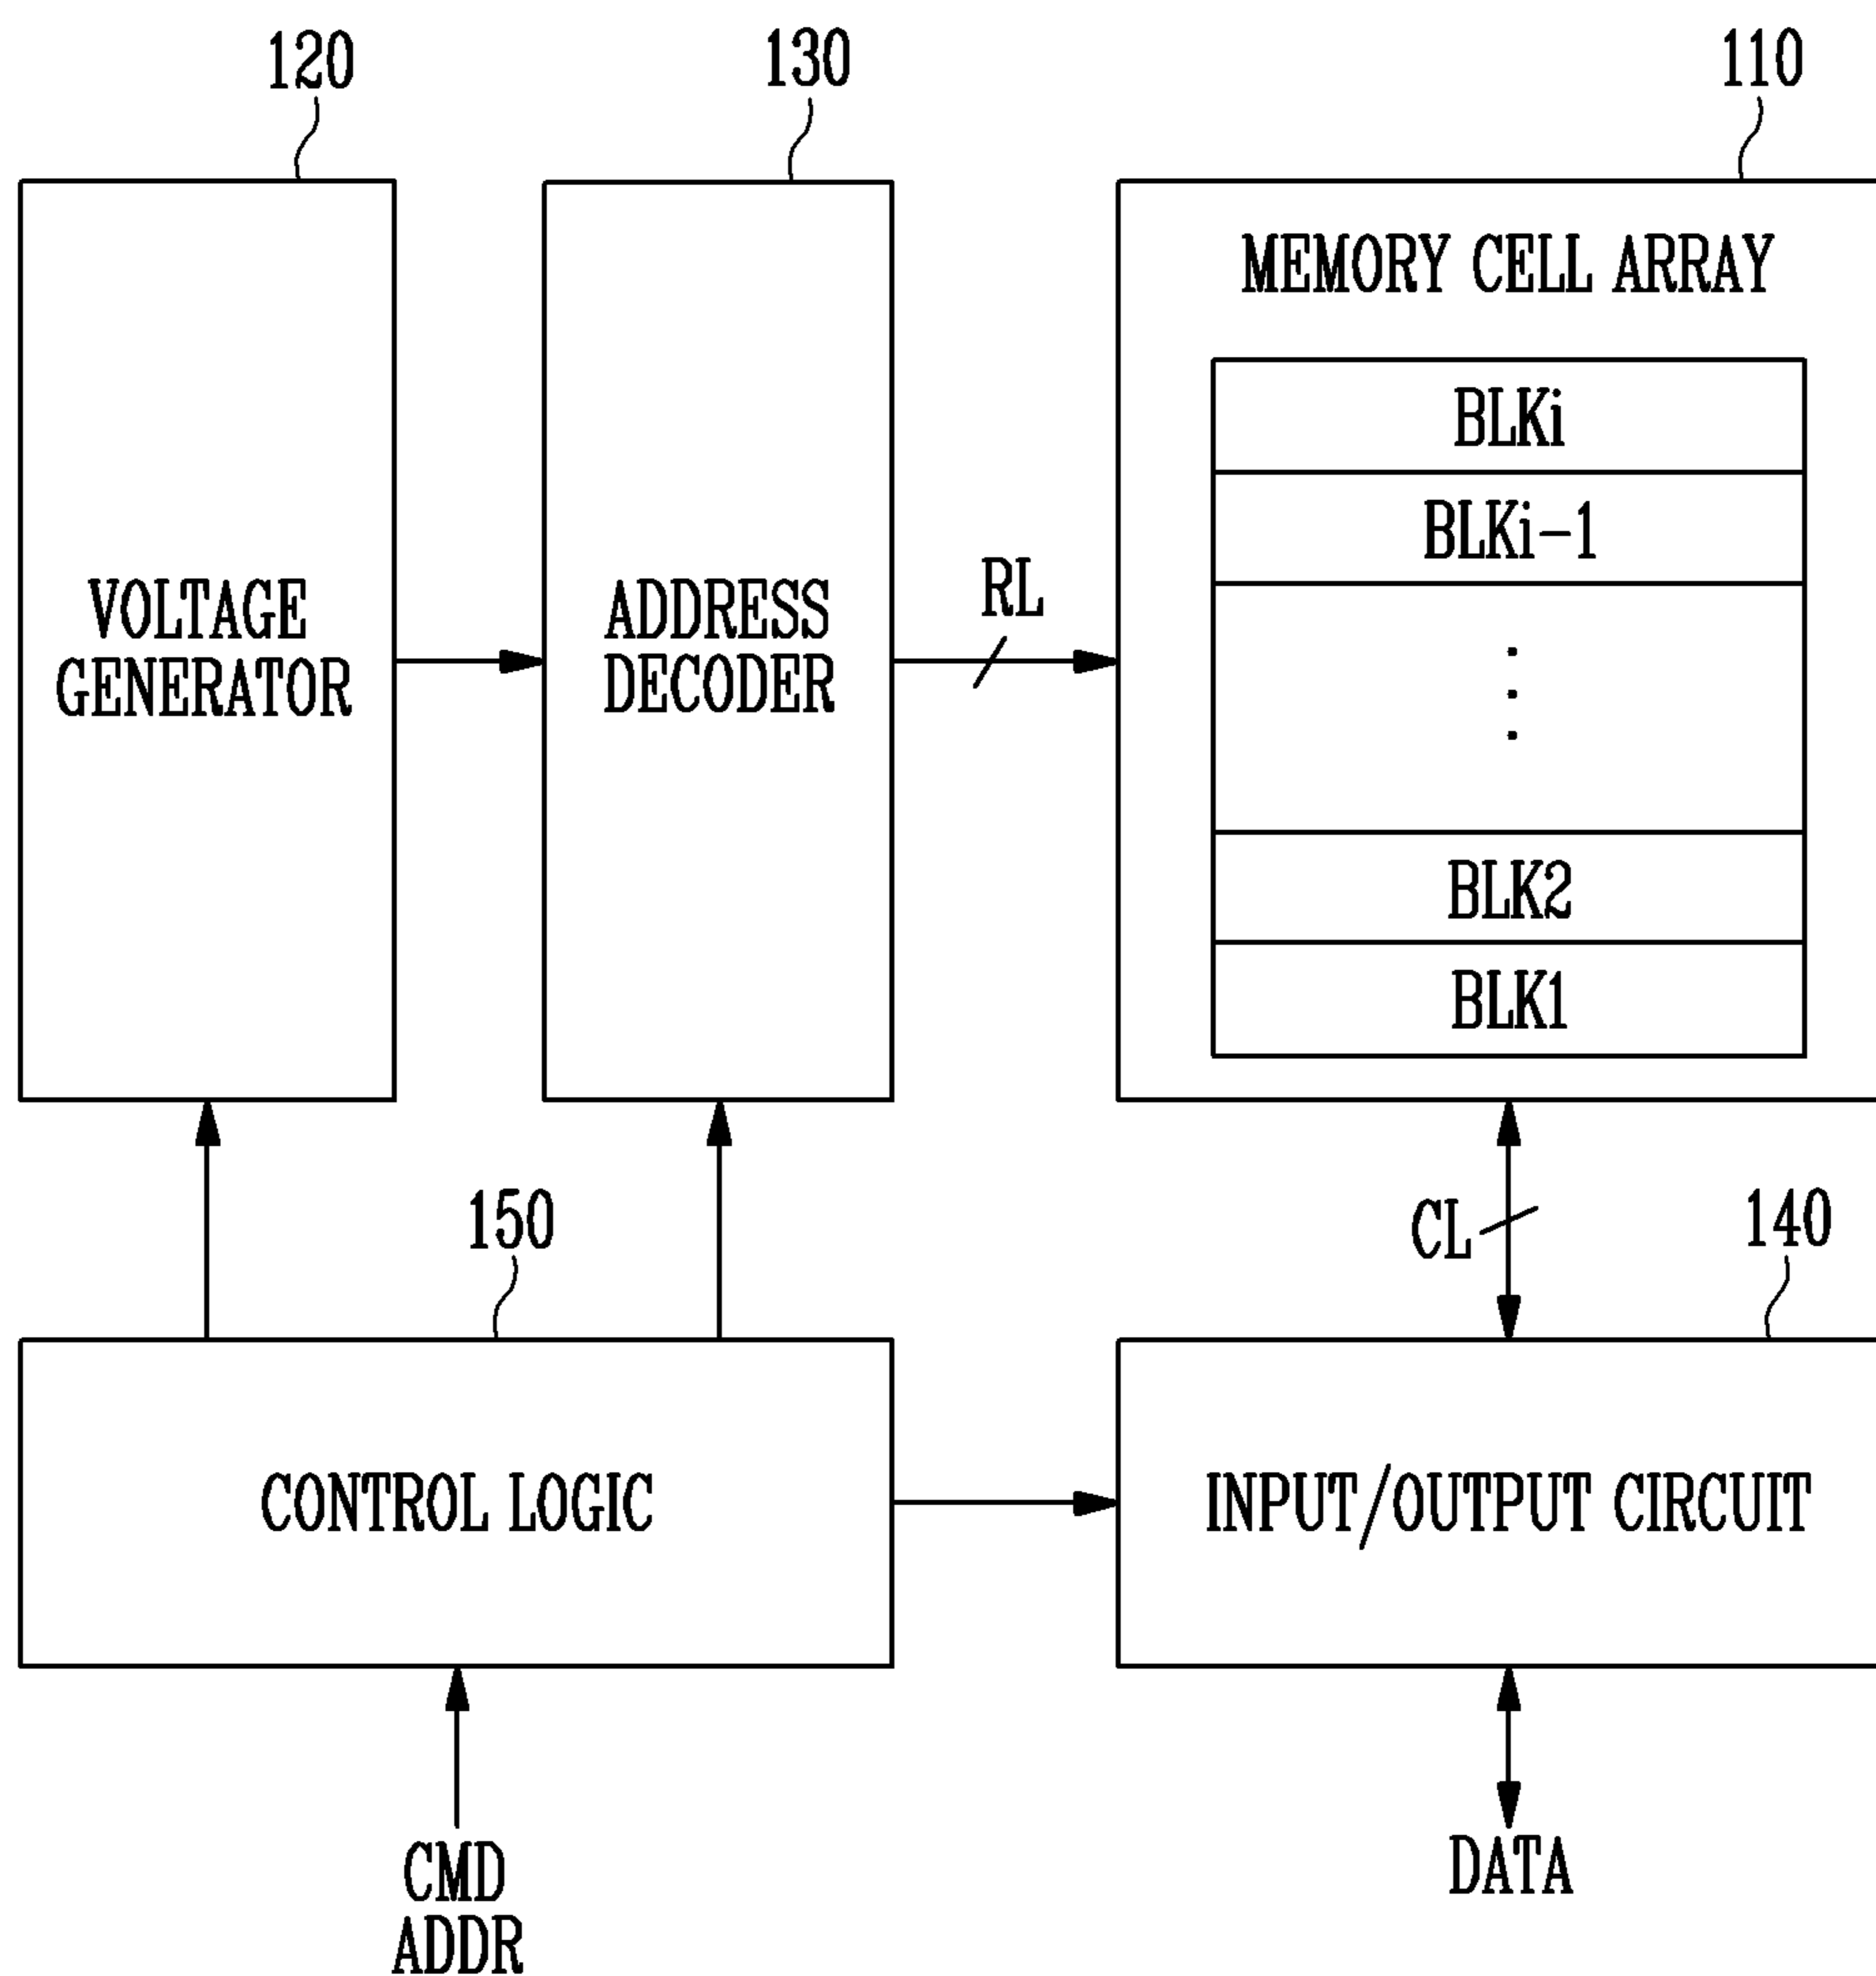 120
130
110
MEMORY CELL ARRAY
BLKi
BLKi-1
VOLTAGE
GENERATOR
ADDRESS
DECODER
RL
BLK2
BLK1
150
CL
140
CONTROL LOGIC
INPUT/OUTPUT CIRCUIT
CMD
ADDR
DATA